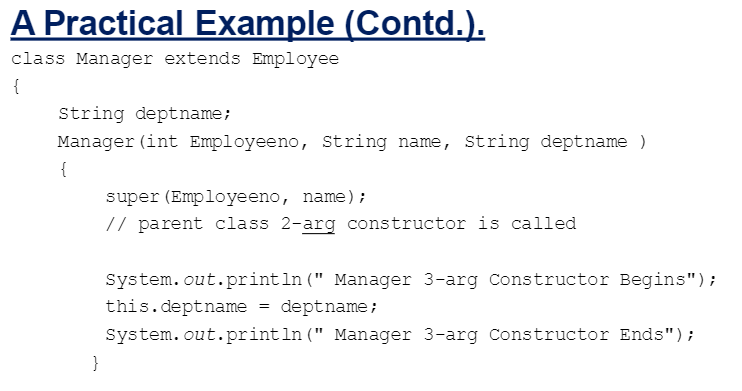 A Practical Example (Contd.).
class Manager extends Employee
{
String deptname;
Manager(int Employeeno, String name, String deptname )
{
super(Employeeno, name);
// parent class 2-arg constructor is called
System.out.println(" Manager 3-arg Constructor Begins");
this.deptname = deptname;
System.out.println(" Manager 3-arg Constructor Ends");
}